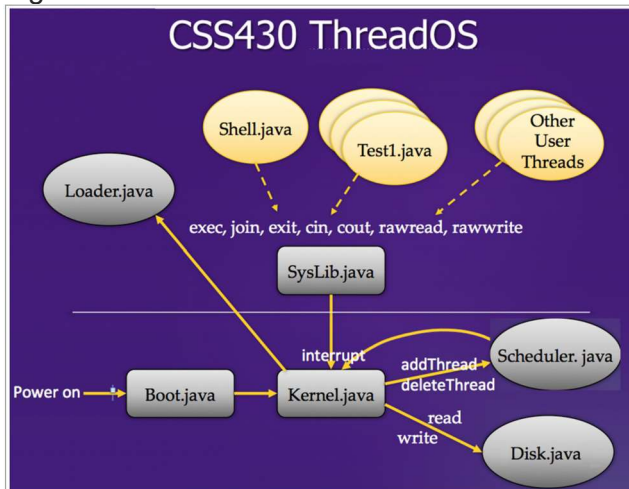 CSS430 ThreadOS
Shell.java
Test1.java
Other
User
Threads
Loader.java
exec, join, exit, cin, cout, rawread, rawwrite
SysLib.java
interrupt
addThread
deleteThread
Scheduler. java
Power on
Boot.java
Kernel.java
read
write
Disk.java